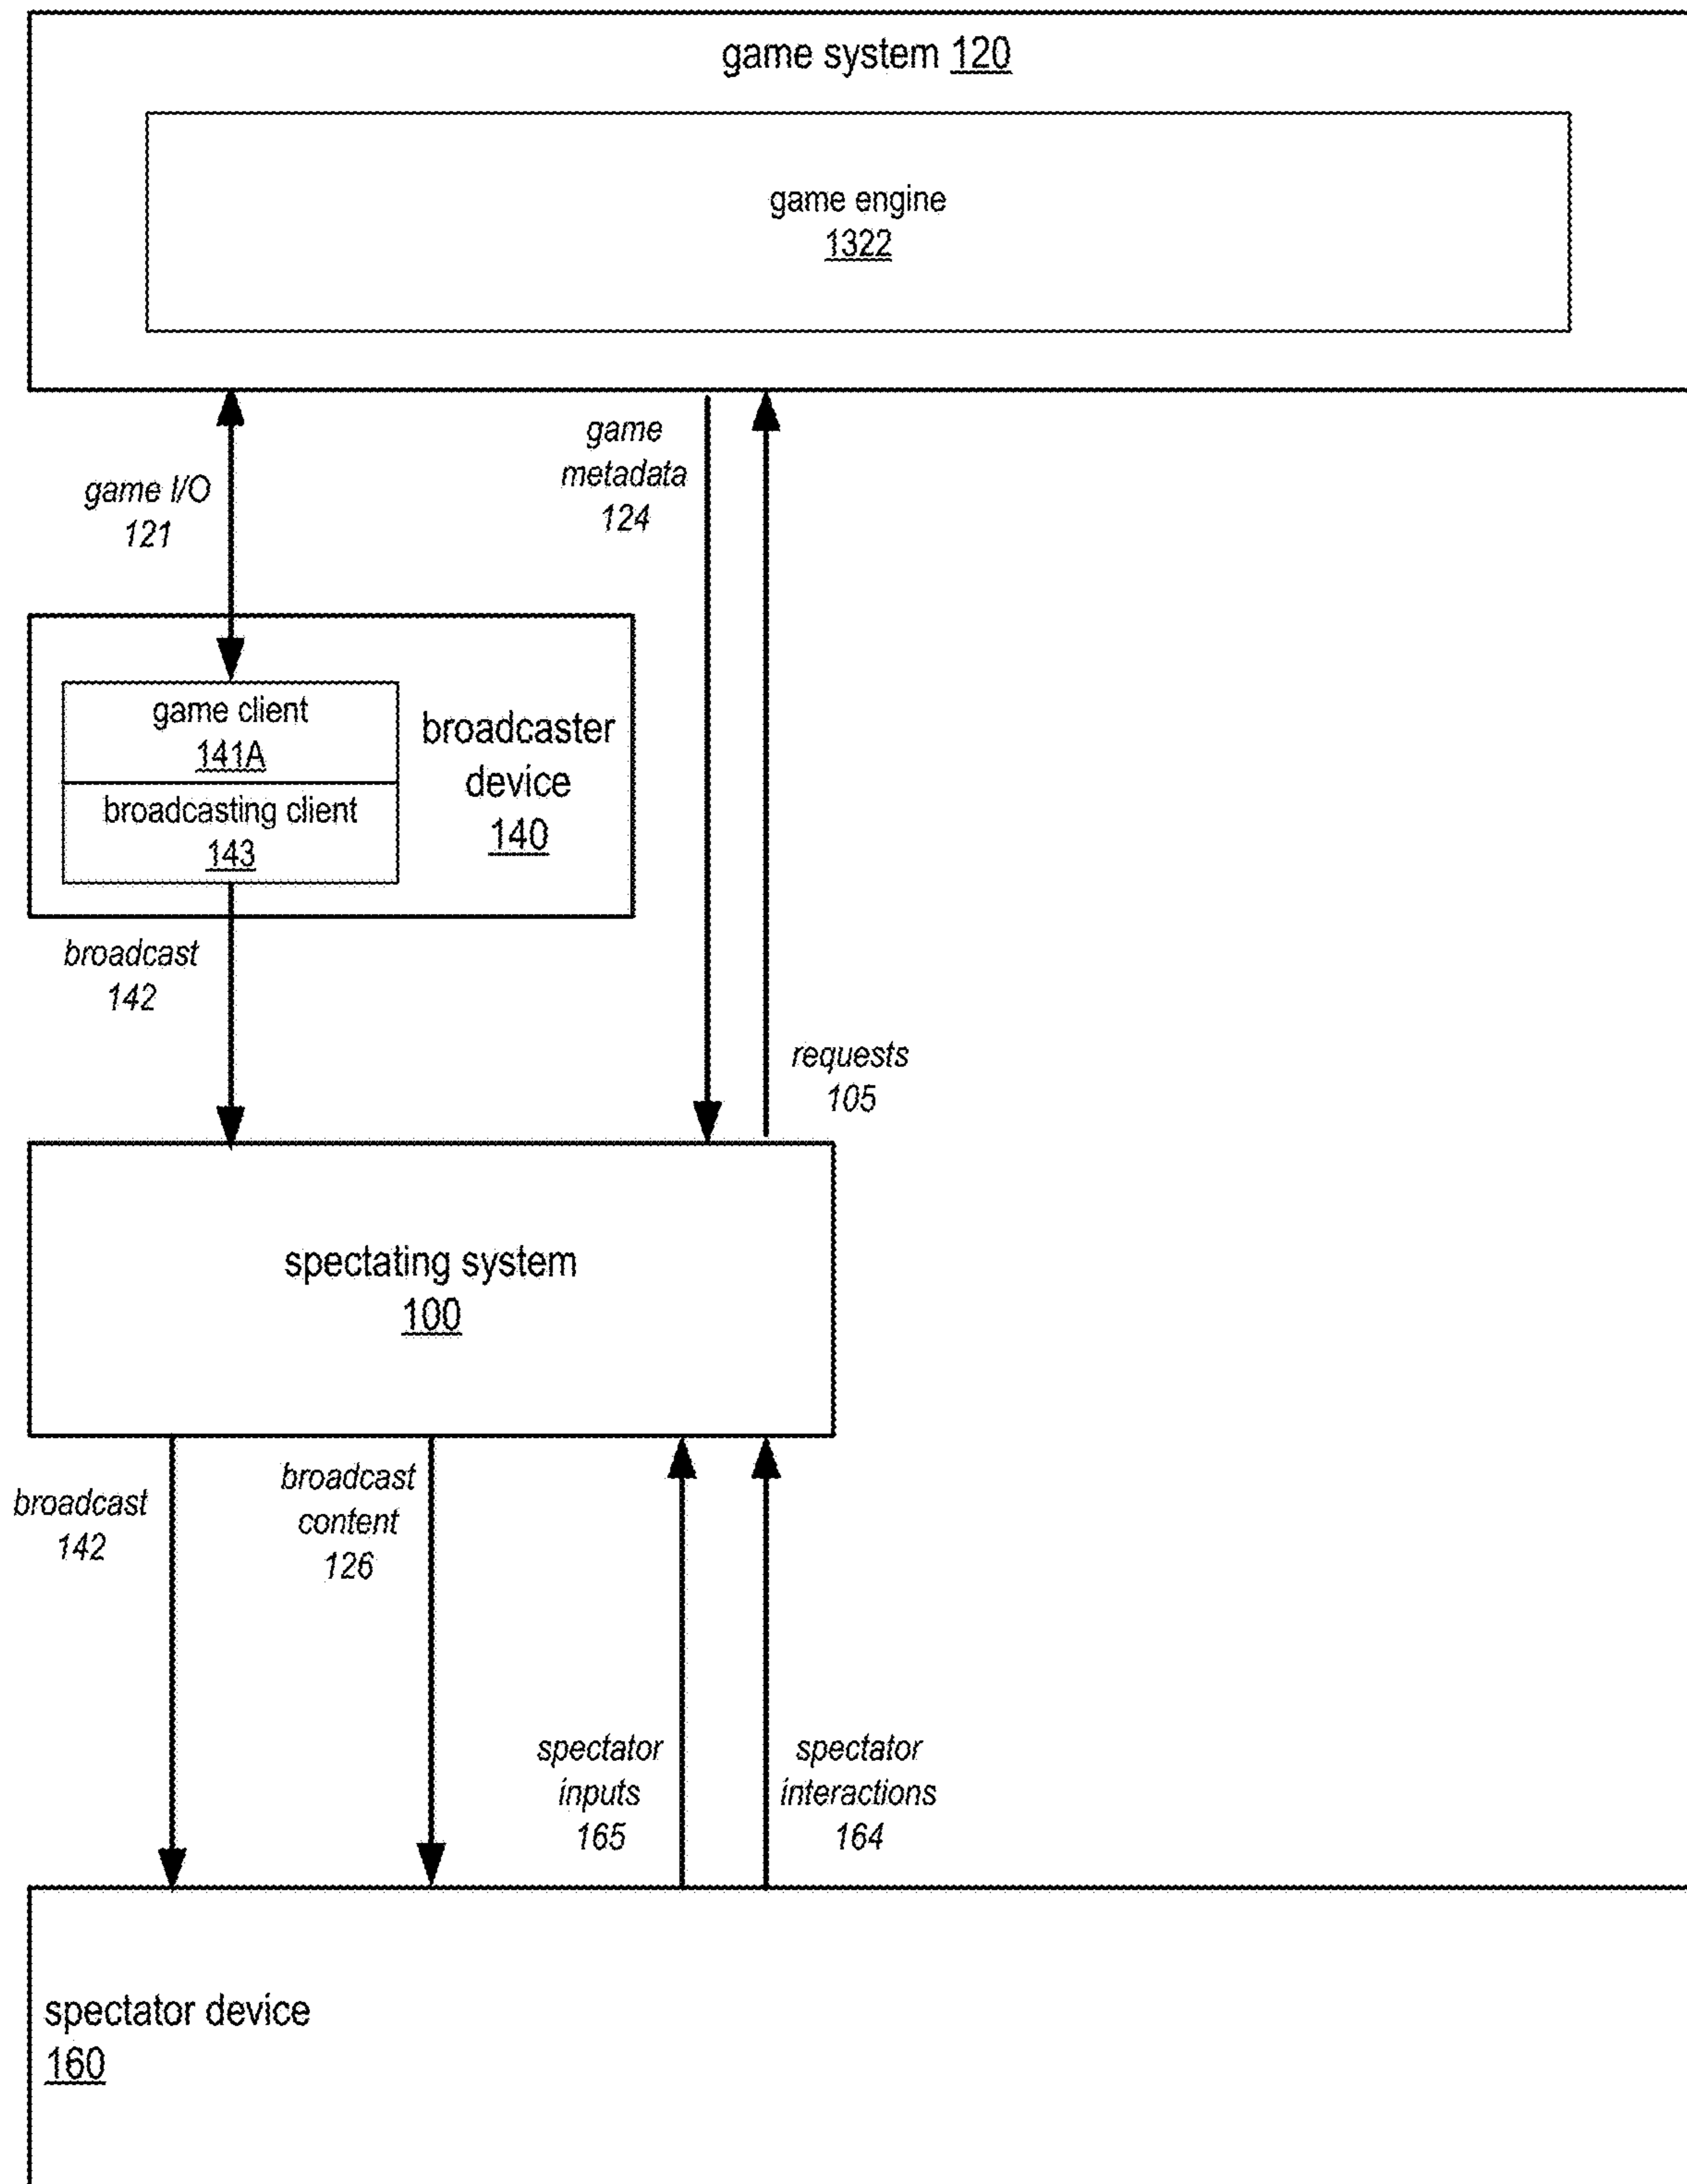 game system 120
game engine
1322
game I/O
121
game
metadata
124
game client
141A
broadcasting client
143
broadcaster
device
140
broadcast
142
requests
105
spectating system
100
broadcast
142
broadcast
content
126
spectator
inputs
165
spectator
interactions
164
spectator device
160